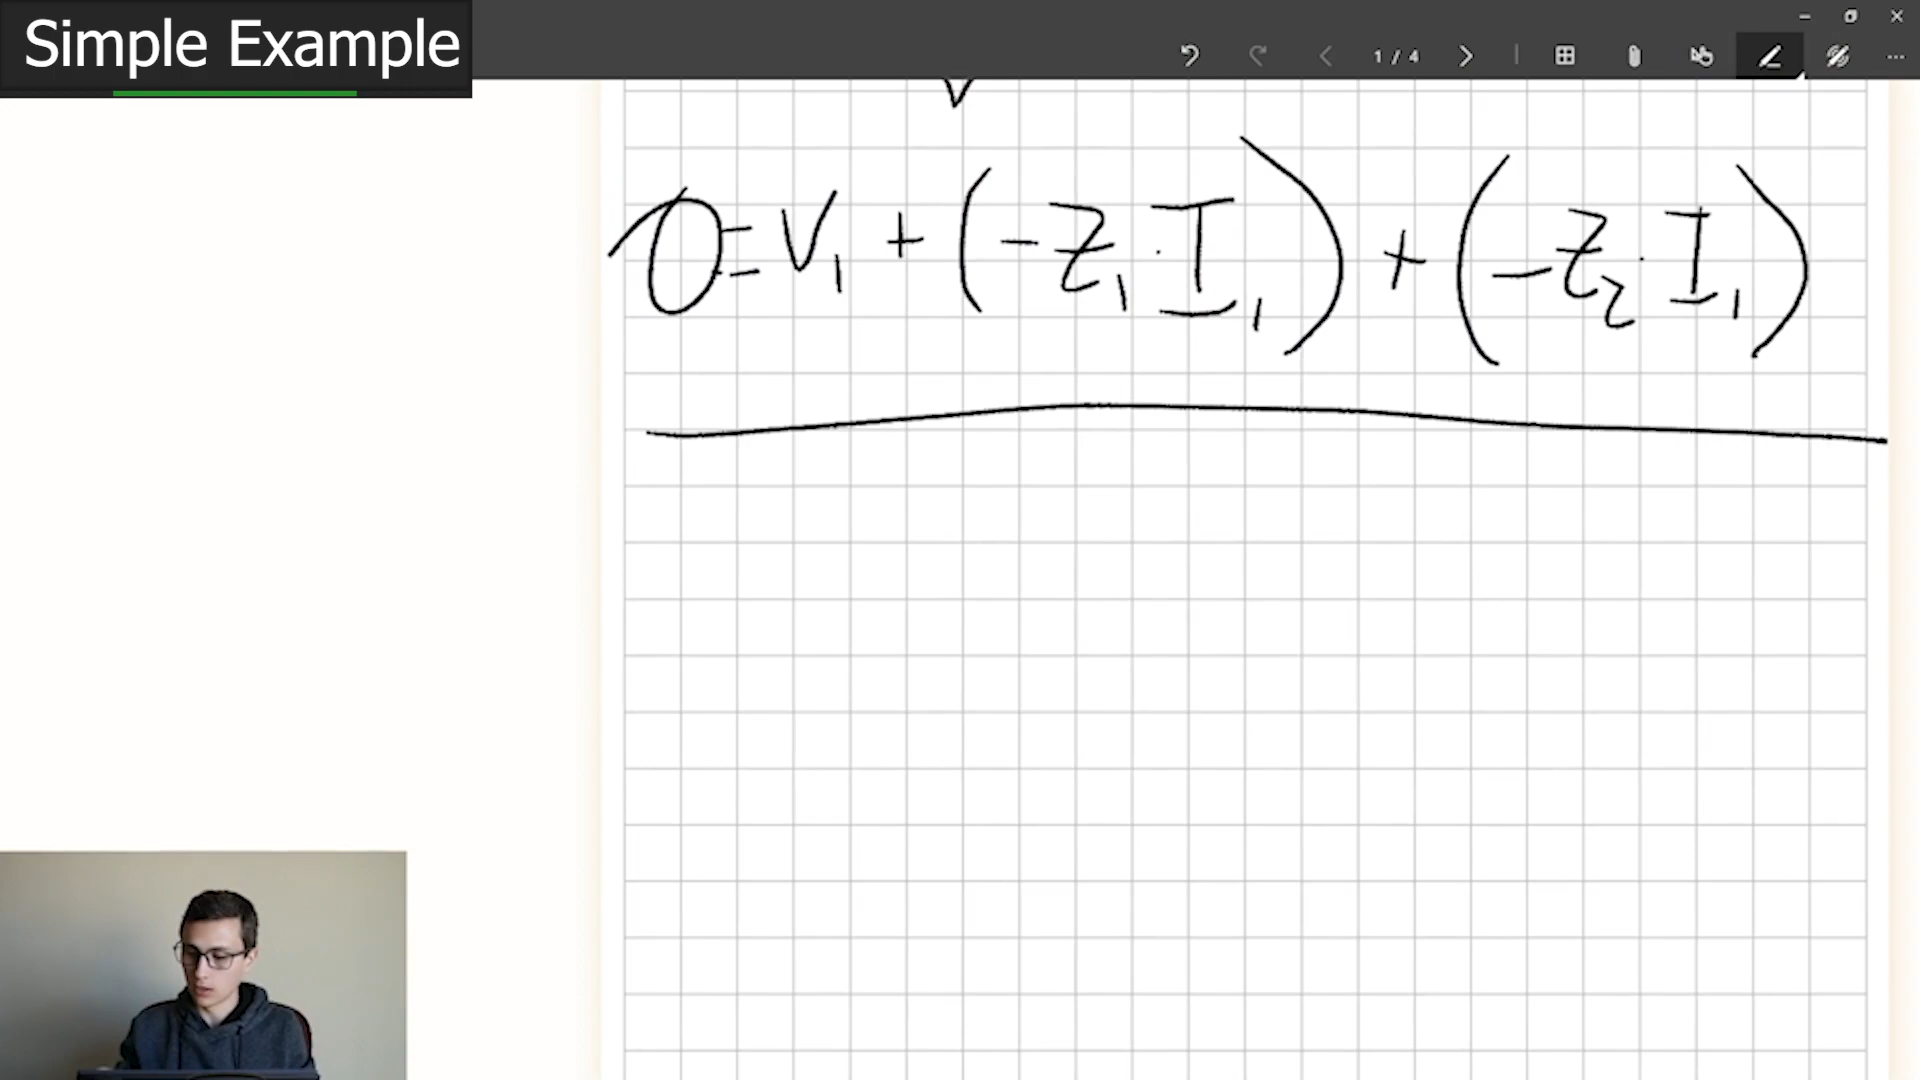 Simple Example
1 / 4
0 = V₁ + (-Z₁ · I₁) + (-Z₂ · I₁)